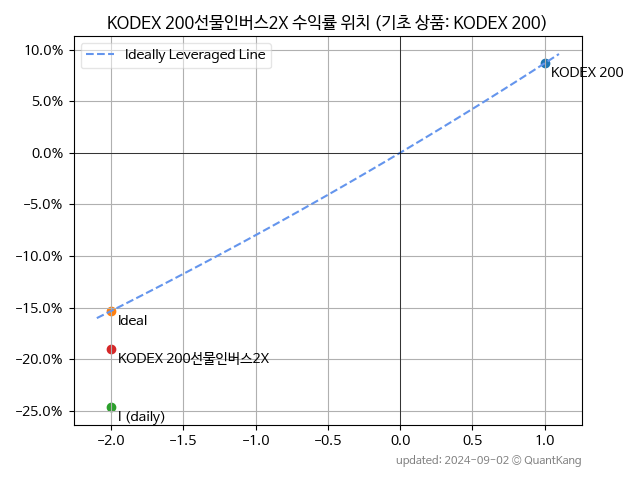 KODEX 200선물인버스2X 수익률 위치 (기초 상품: KODEX 200)
Ideally Leveraged Line
10.0%
5.0%
0.0%
−5.0%
−10.0%
−15.0%
−20.0%
−25.0%
KODEX 200
Ideal
KODEX 200선물인버스2X
I (daily)
−2.0 −1.5 −1.0 −0.5 0.0 0.5 1.0
updated: 2024-09-02 © QuantKang